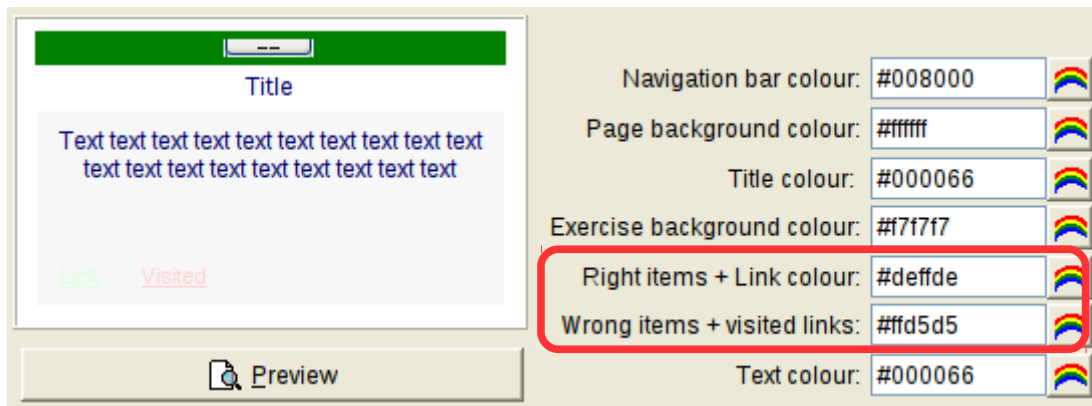 --
Title
Text text text text text text text text text text
text text text text text text text text text
Link Visited
Preview
Navigation bar colour: #008000
Page background colour: #ffffff
Title colour: #000066
Exercise background colour: #f7f7f7
Right items + Link colour: #deffde
Wrong items + visited links: #ffd5d5
Text colour: #000066